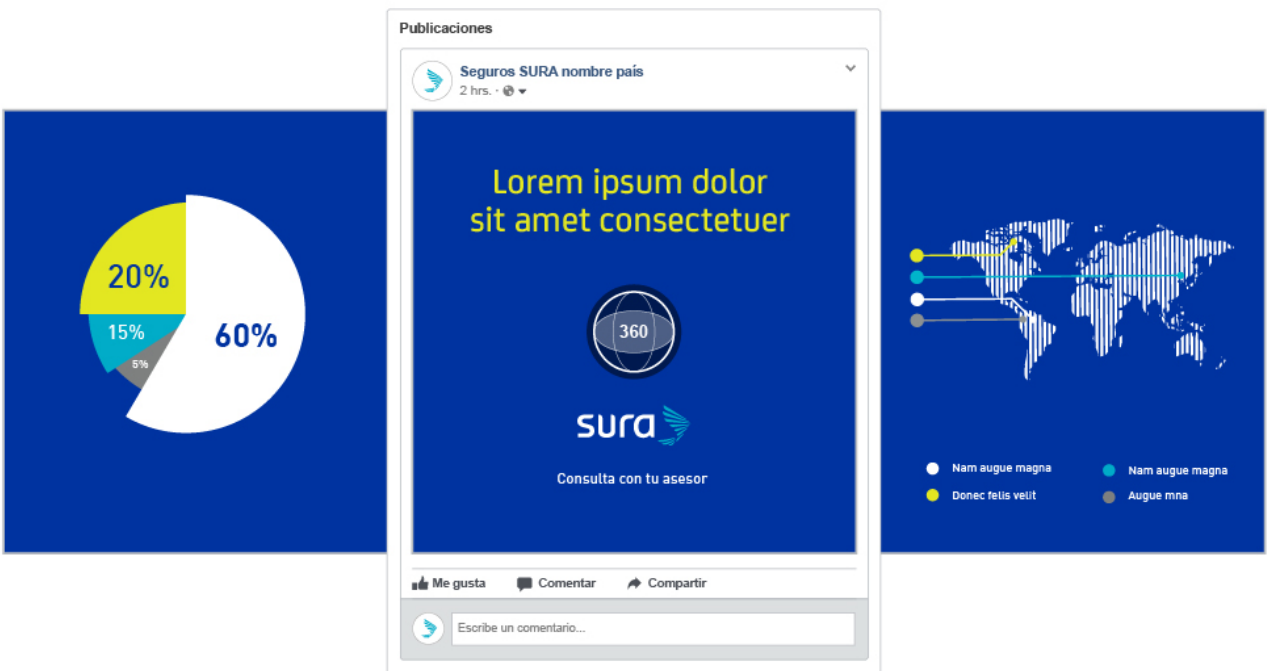 Publicaciones
Seguros SURA nombre país
2 hrs.
Lorem ipsum dolor
sit amet consectetuer
360
sura
Consulta con tu asesor
Me gusta Comentar Compartir
Escribe un comentario...
20%
15%
5%
60%
Nam augue magna
Donec felis velit
Nam augue magna
Augue mna